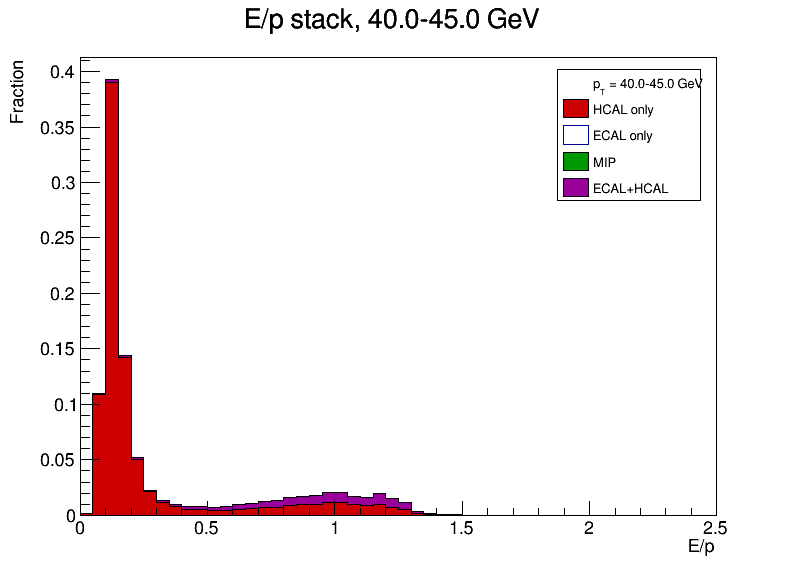 E/p stack, 40.0-45.0 GeV
Fraction
0.4
0.35
0.3
0.25
0.2
0.15
0.1
0.05
0
p_T = 40.0-45.0 GeV
HCAL only
ECAL only
MIP
ECAL+HCAL
0 0.5 1 1.5 2 2.5
E/p